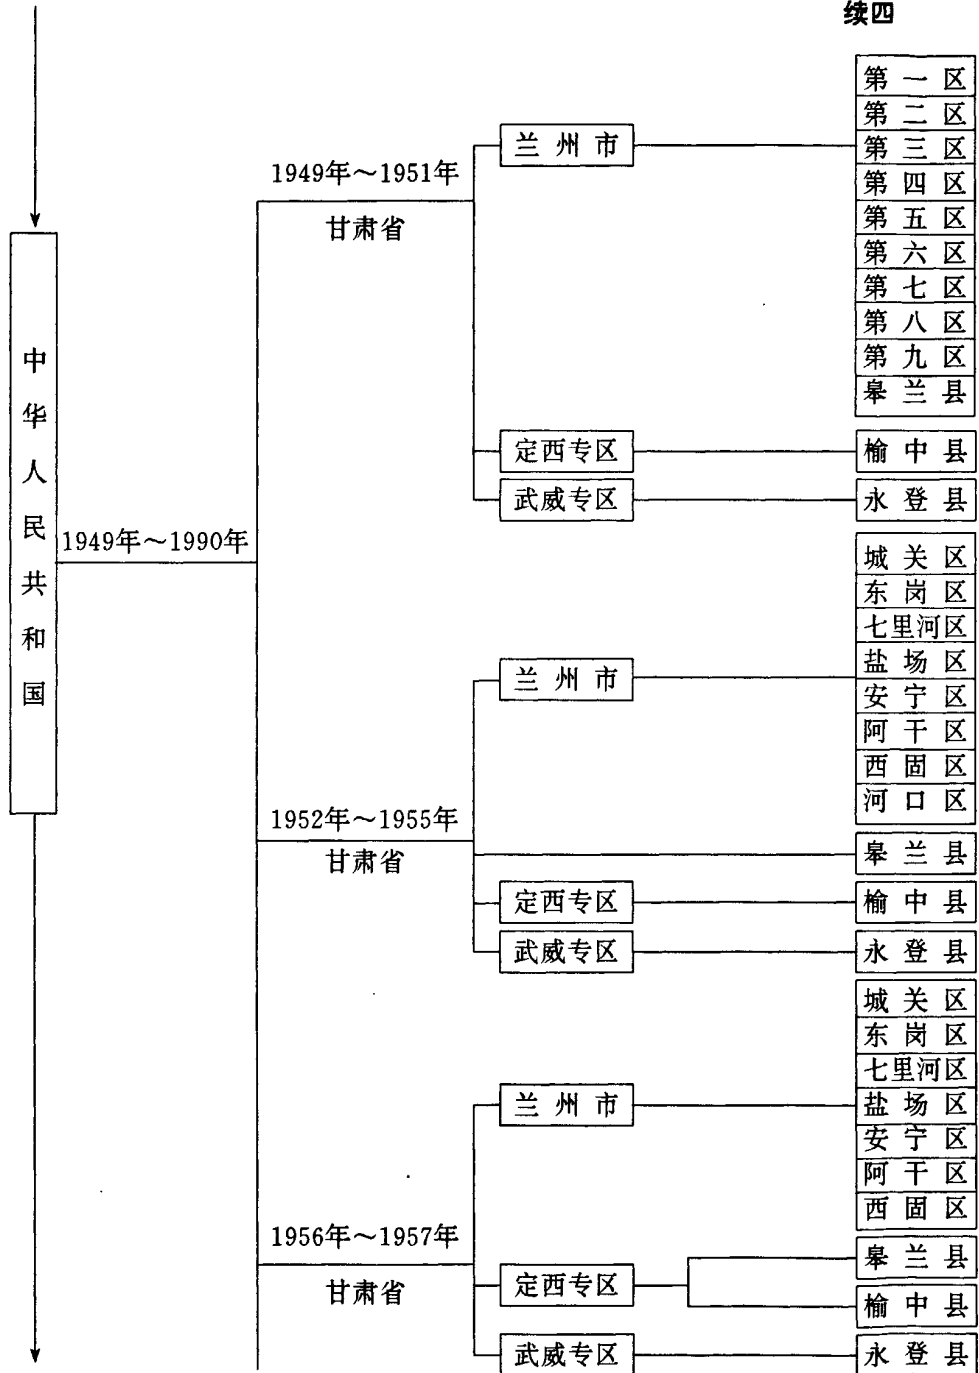 续四
中华人民共和国
1949年～1990年
1949年～1951年
甘肃省
兰州市
第一区
第二区
第三区
第四区
第五区
第六区
第七区
第八区
第九区
皋兰县
定西专区
榆中县
武威专区
永登县
1952年～1955年
甘肃省
兰州市
城关区
东岗区
七里河区
盐场区
安宁区
阿干区
西固区
河口区
皋兰县
定西专区
榆中县
武威专区
永登县
1956年～1957年
甘肃省
兰州市
城关区
东岗区
七里河区
盐场区
安宁区
阿干区
西固区
定西专区
皋兰县
榆中县
武威专区
永登县